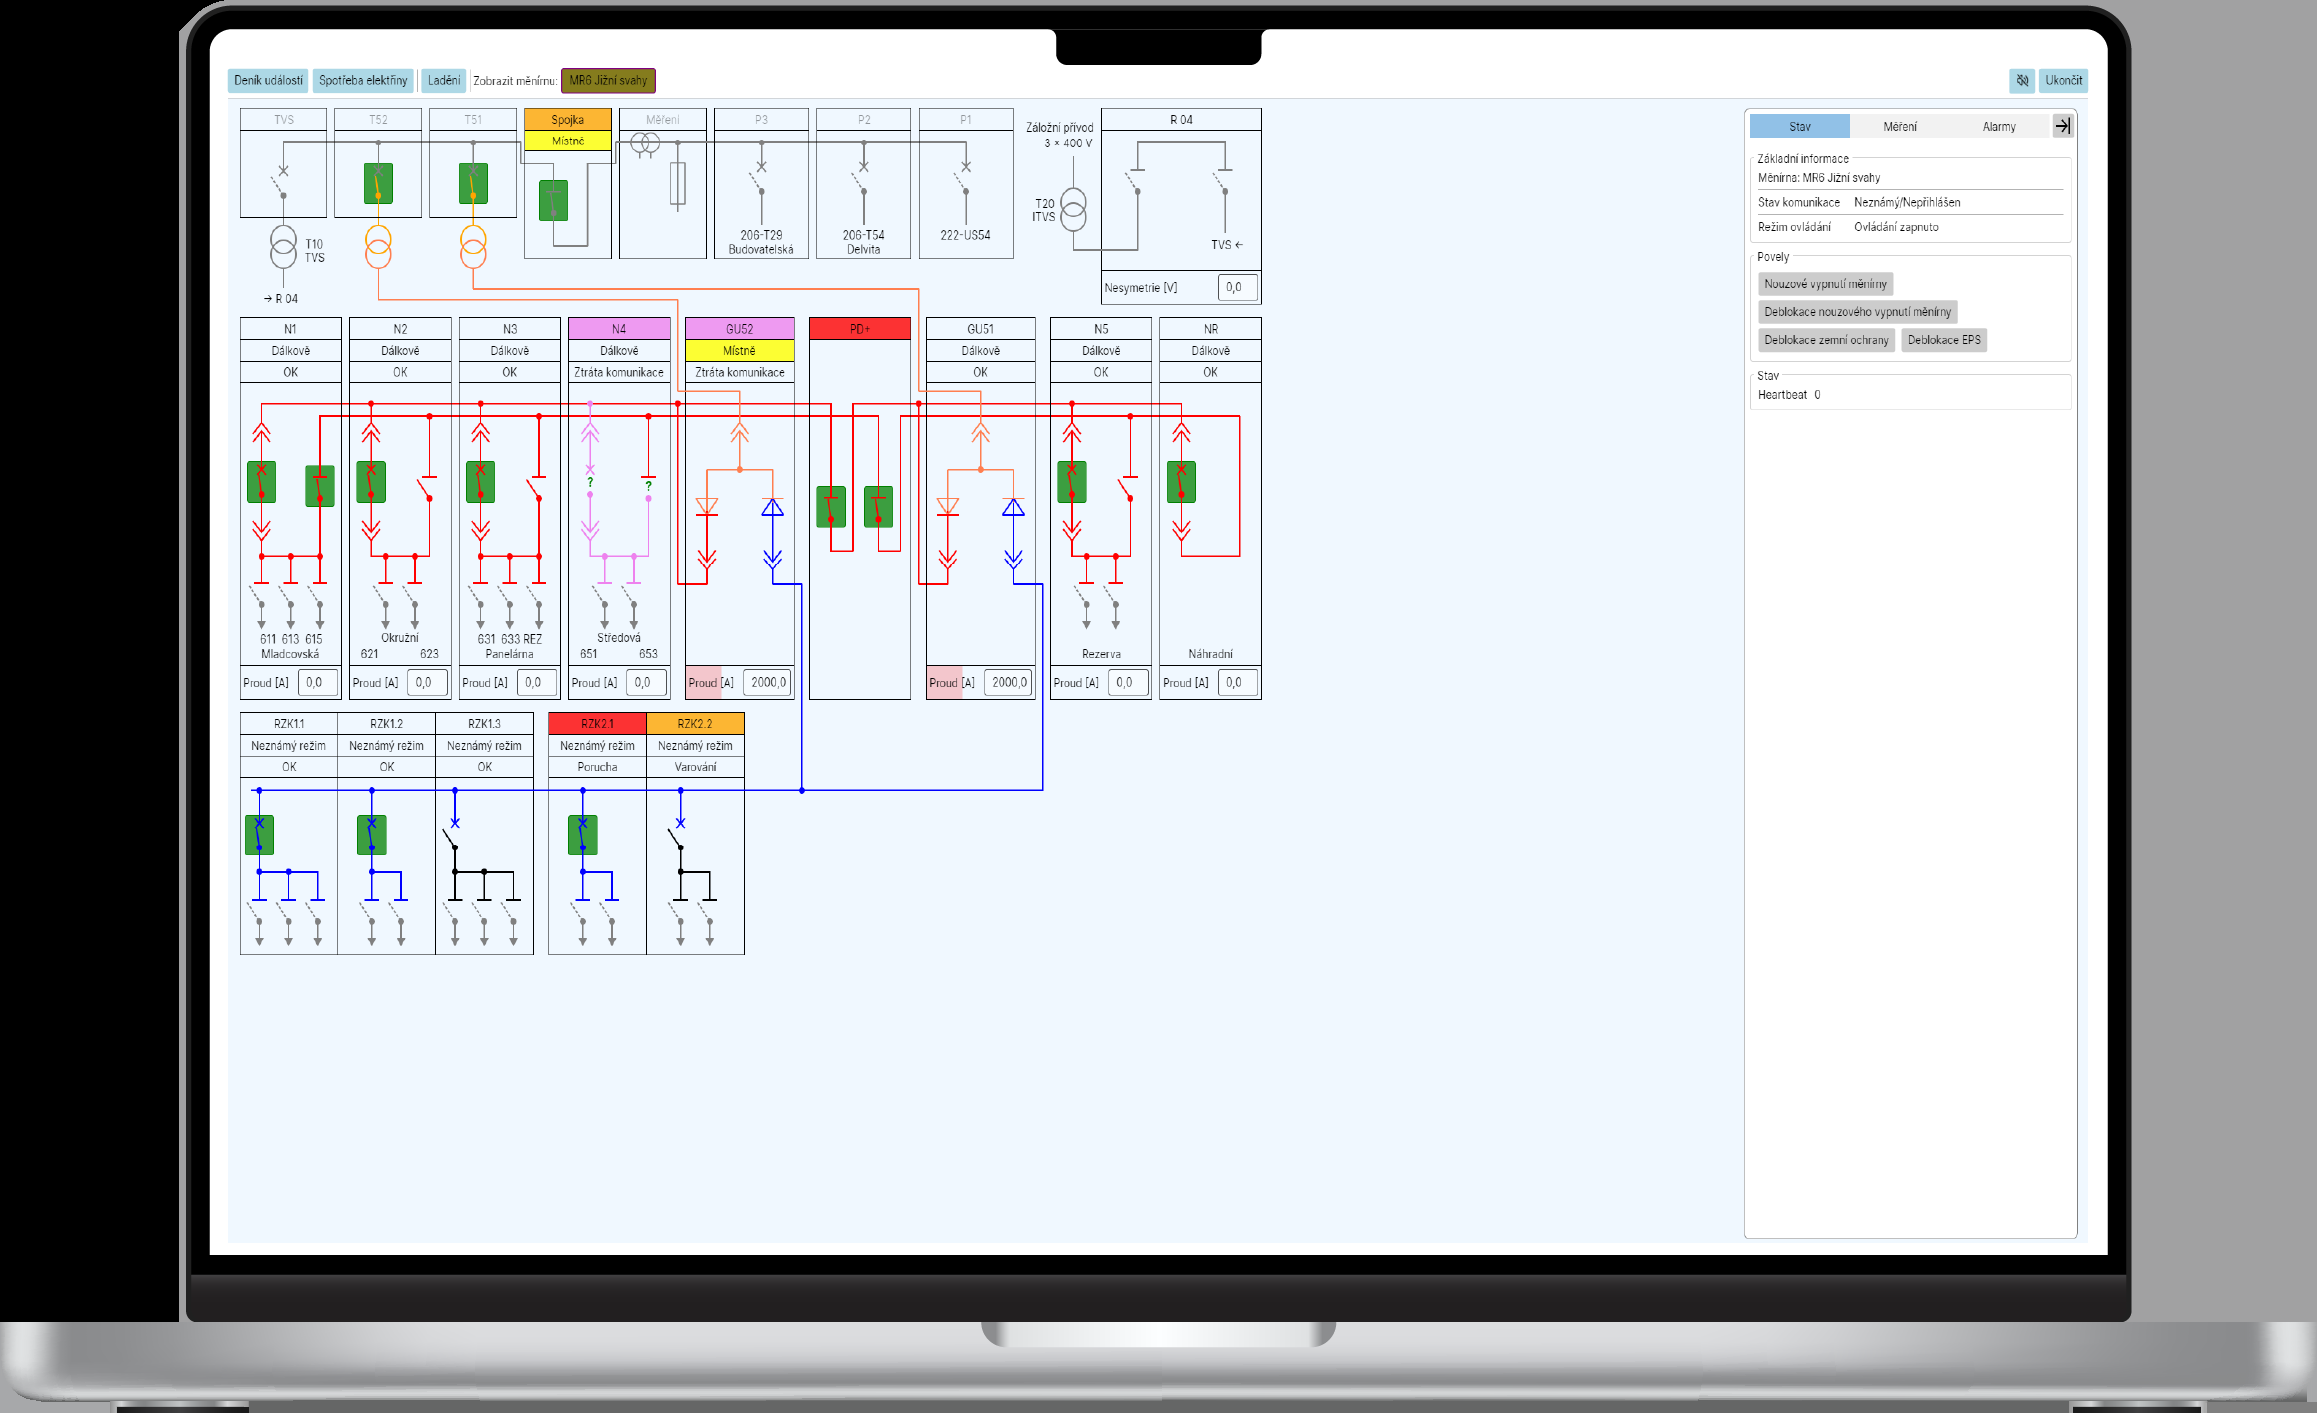 Deník událostí Spotřeba elektřiny Ladění Zobrazit měnírnu: MR6 Jižní svahy Ukončit
TVS T52 T51 Spojka Měření P3 P2 P1 R 04
Místně
Záložní přívod
3 × 400 V
T20
ITVS
206-T29 206-T54 222-US54
Budovatelská Delvita
T10
TVS
TVS ←
→ R 04
Nesymetrie [V] 0,0
N1 N2 N3 N4 GU52 PD+ GU51 N5 NR
Dálkově Dálkově Dálkově Dálkově Místně Dálkově Dálkově Dálkově
OK OK OK Ztráta komunikace Ztráta komunikace OK OK OK
? ?
611 613 615 Okružní 631 633 REZ Středová
Mladcovská 621 623 Panelárna 651 653 Rezerva Náhradní
Proud [A] 0,0 Proud [A] 0,0 Proud [A] 0,0 Proud [A] 0,0 Proud [A] 2000,0 Proud [A] 2000,0 Proud [A] 0,0 Proud [A] 0,0
RZK1.1 RZK1.2 RZK1.3 RZK2.1 RZK2.2
Neznámý režim Neznámý režim Neznámý režim Neznámý režim Neznámý režim
OK OK OK Porucha Varování
Stav Měření Alarmy
Základní informace
Měnírna: MR6 Jižní svahy
Stav komunikace Neznámý/Nepřihlášen
Režim ovládání Ovládání zapnuto
Povely
Nouzové vypnutí měnírny
Deblokace nouzového vypnutí měnírny
Deblokace zemní ochrany Deblokace EPS
Stav
Heartbeat 0